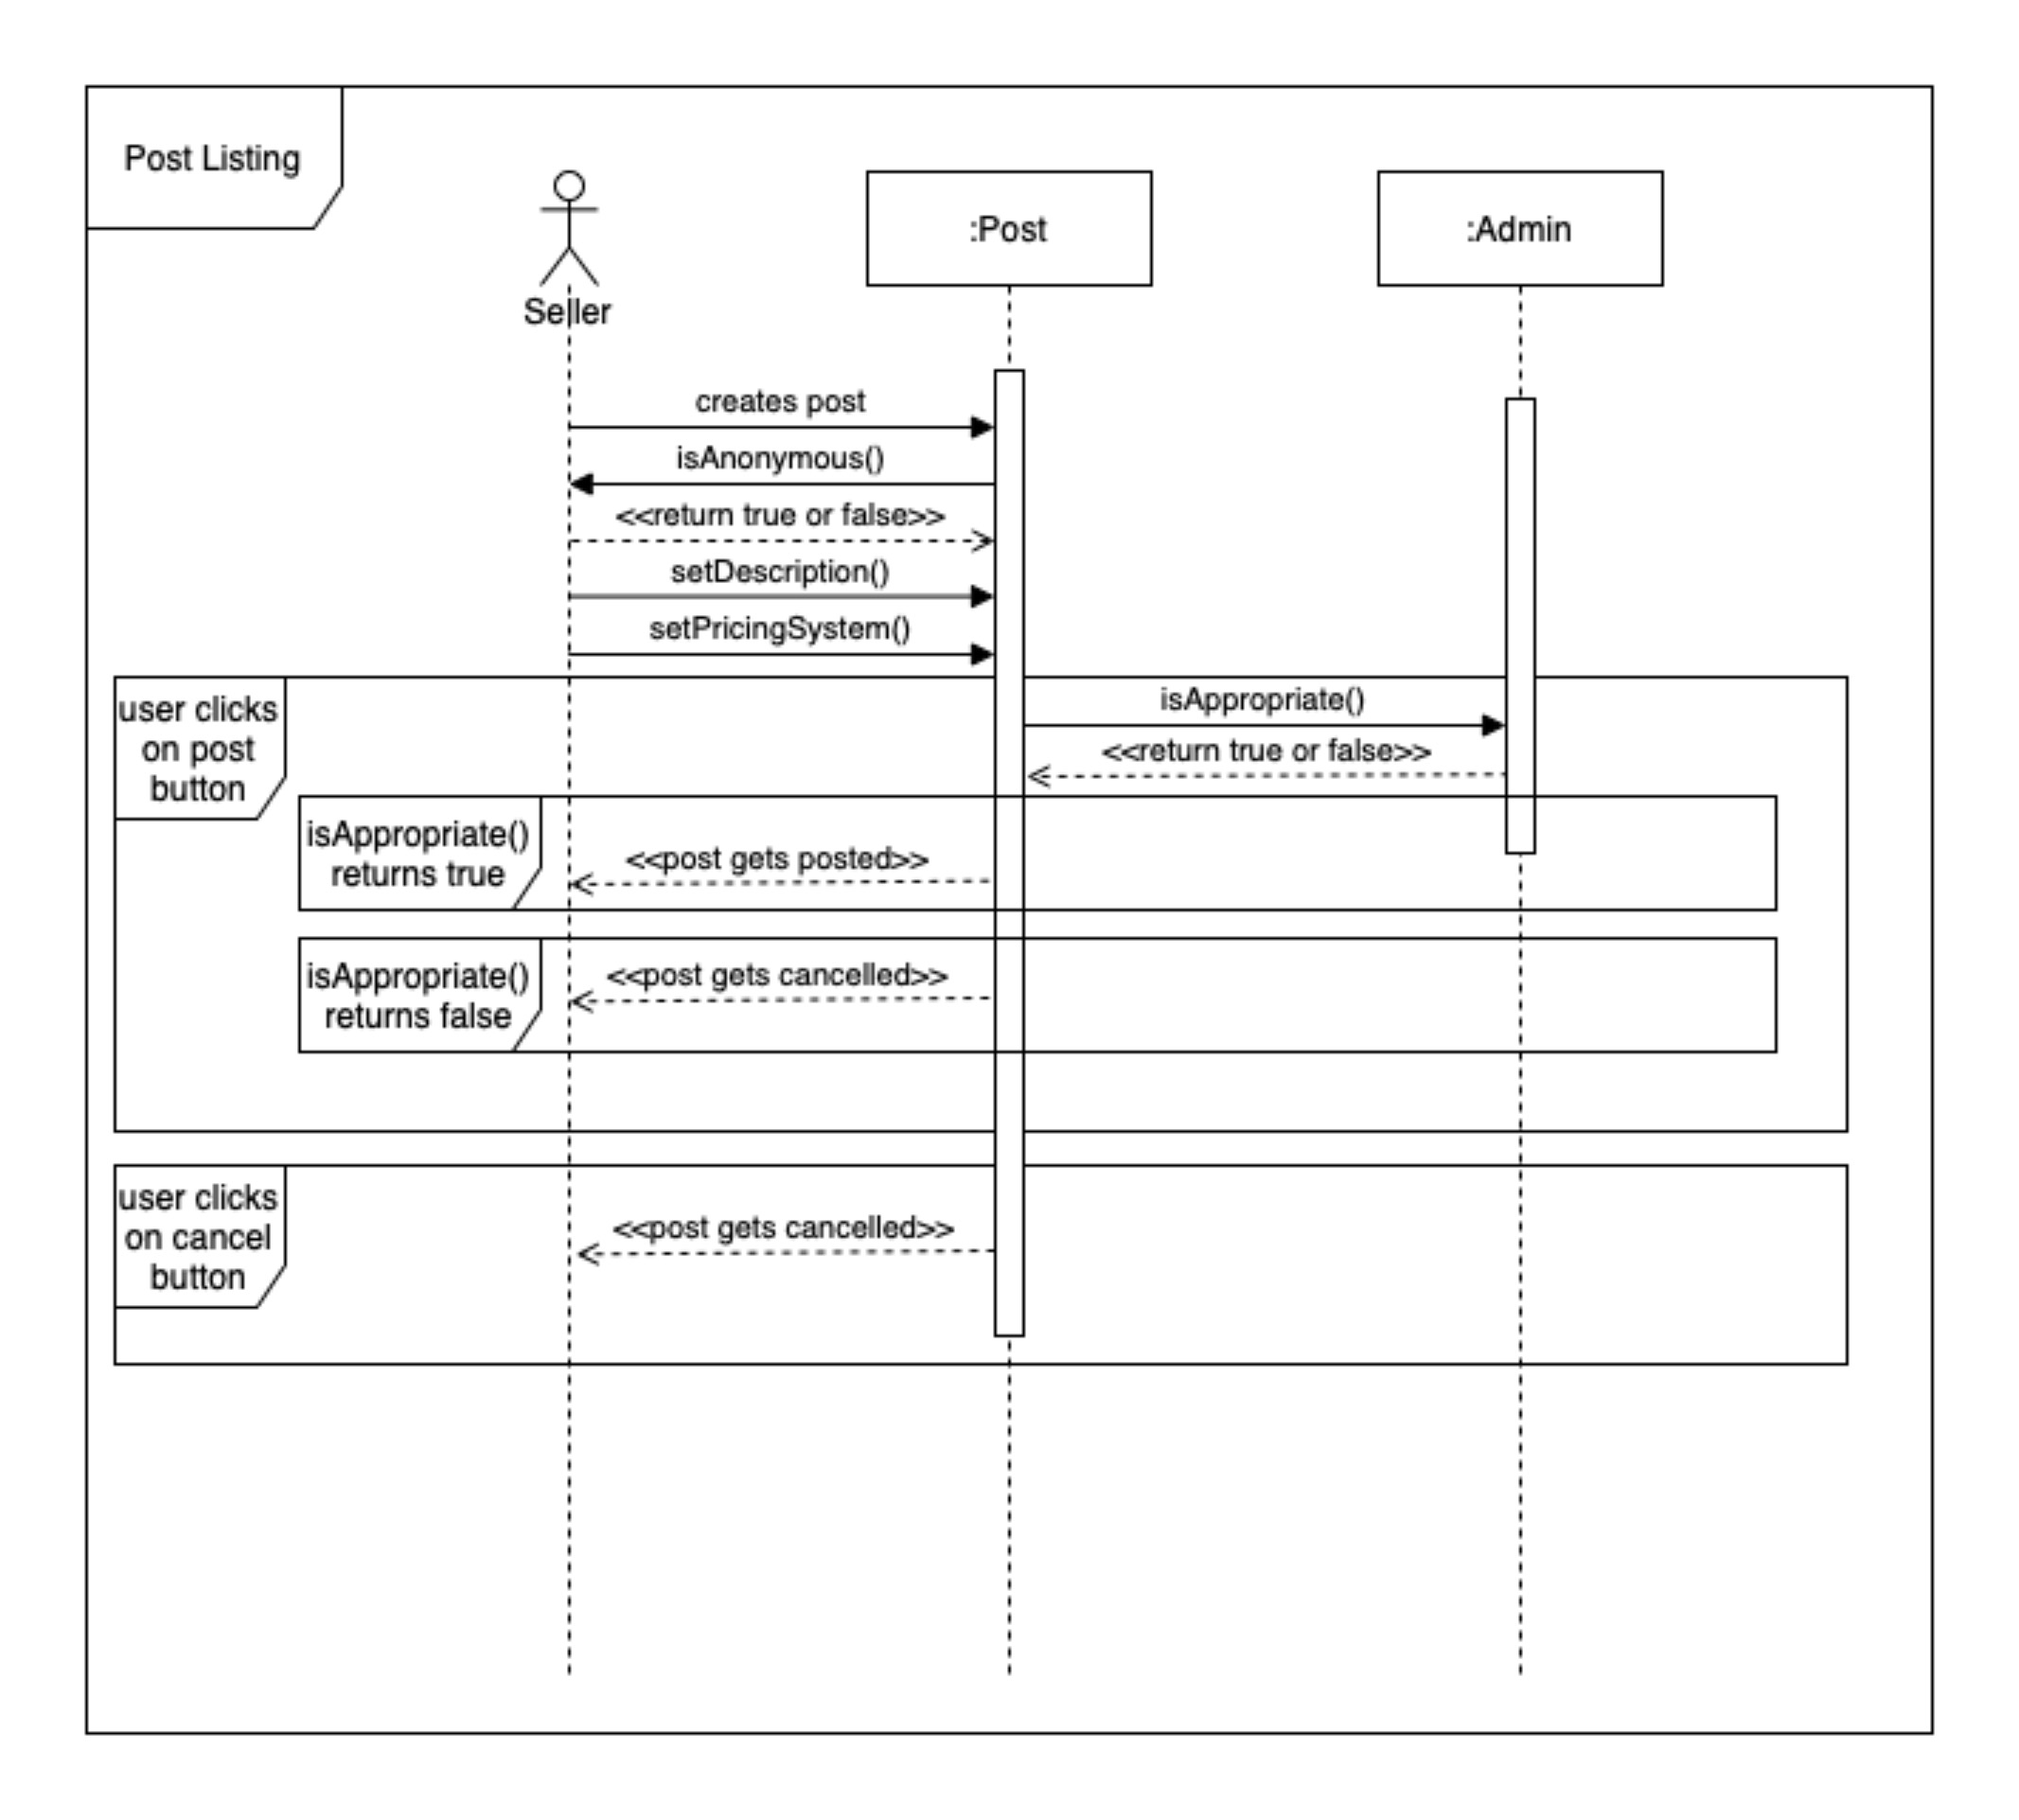 Post Listing
Seller
:Post
:Admin
creates post
isAnonymous()
<<return true or false>>
setDescription()
setPricingSystem()
user clicks
on post
button
isAppropriate()
<<return true or false>>
isAppropriate()
returns true
<<post gets posted>>
isAppropriate()
returns false
<<post gets cancelled>>
user clicks
on cancel
button
<<post gets cancelled>>